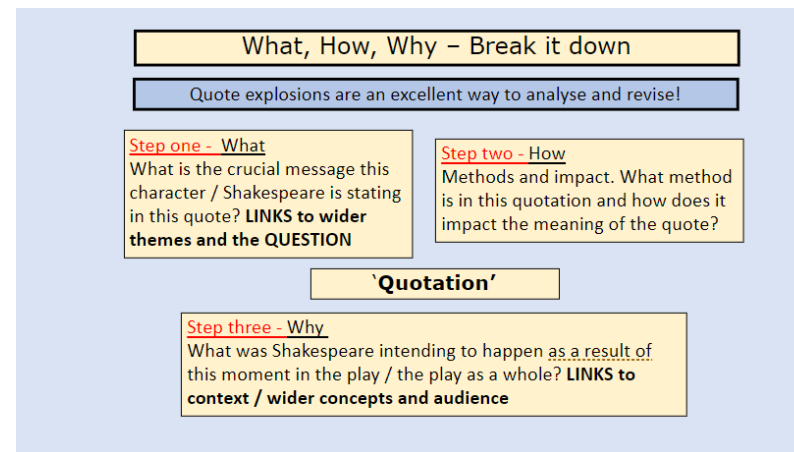 What, How, Why – Break it down
Quote explosions are an excellent way to analyse and revise!
Step one - What
What is the crucial message this
character / Shakespeare is stating
in this quote? LINKS to wider
themes and the QUESTION
Step two - How
Methods and impact. What method
is in this quotation and how does it
impact the meaning of the quote?
‘Quotation’
Step three - Why
What was Shakespeare intending to happen as a result of
this moment in the play / the play as a whole? LINKS to
context / wider concepts and audience